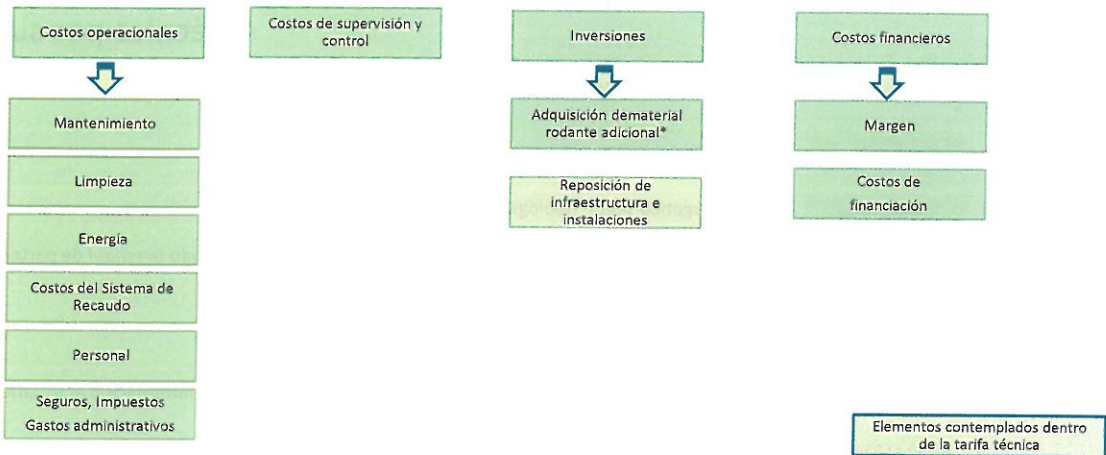 Costos operacionales
Costos de supervisión y
control
Inversiones
Costos financieros
Mantenimiento
Limpieza
Energía
Costos del Sistema de
Recaudo
Personal
Seguros, Impuestos
Gastos administrativos
Adquisición dematerial
rodante adicional*
Reposición de
infraestructura e
instalaciones
Margen
Costos de
financiación
Elementos contemplados dentro
de la tarifa técnica